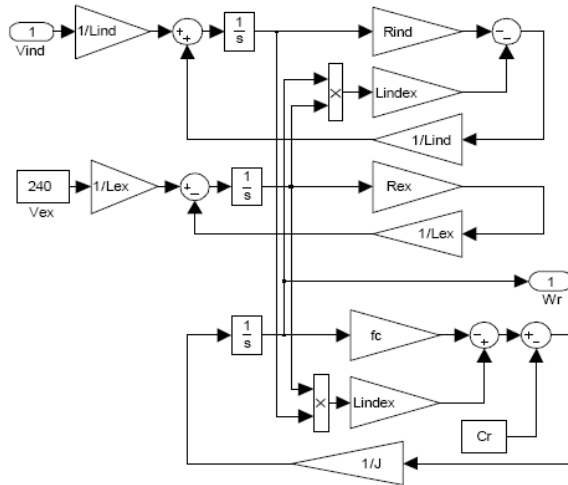 1
Vind
1/Lind
+
+
1
s
Rind
-
-
×
Lindex
1/Lind
240
Vex
1/Lex
+
-
1
s
Rex
1/Lex
1
Wr
1
s
fc
-
+
+
-
×
Lindex
Cr
1/J